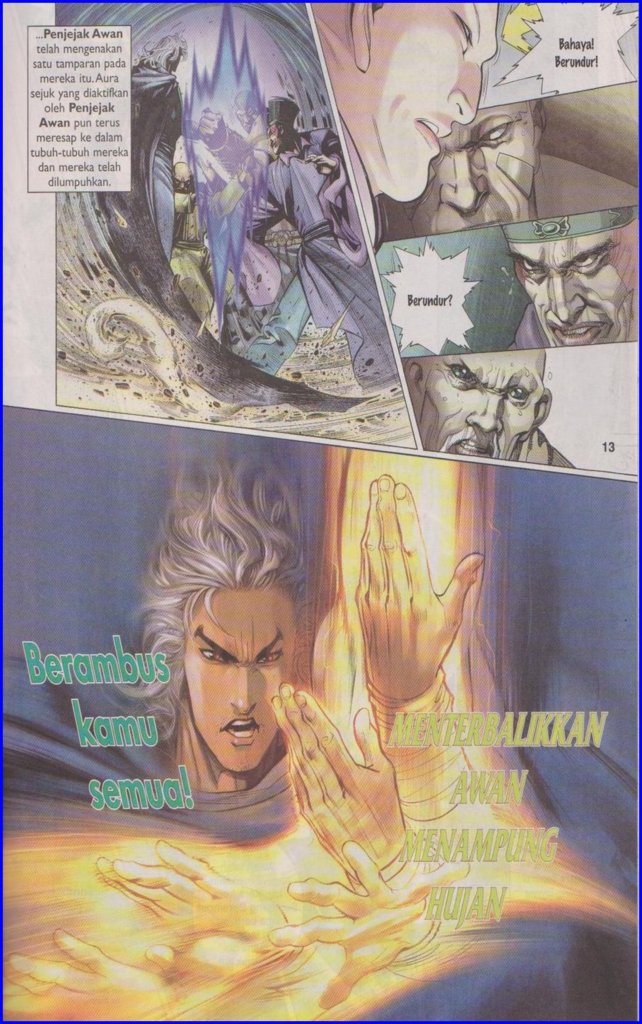 ...Penjejak Awan
telah mengenakan
satu tamparan pada
mereka itu. Aura
sejuk yang diaktifkan
oleh Penjejak
Awan pun terus
meresap ke dalam
tubuh-tubuh mereka
dan mereka telah
dilumpuhkan.
Bahaya!
Berundur!
Berundur?
13
Berambus
kamu
semua!
MENTERBALIKKAN
AWAN
MENAMPUNG
HUJAN